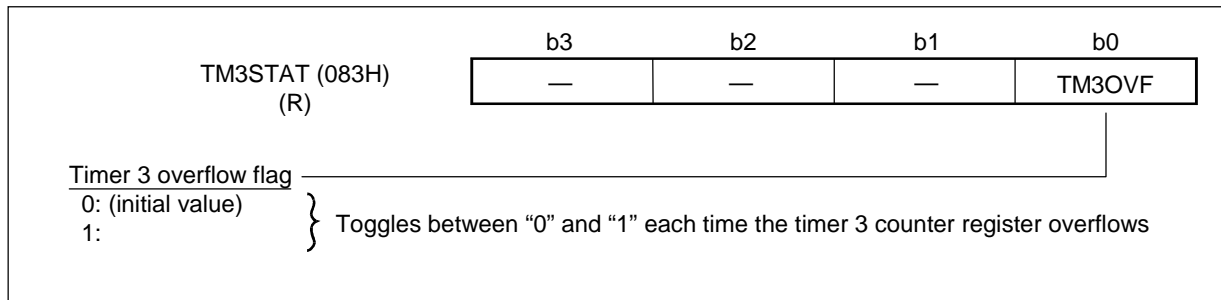 b3 b2 b1 b0
TM3STAT (083H)
(R)
— — — TM3OVF
Timer 3 overflow flag
0: (initial value)
1:
Toggles between “0” and “1” each time the timer 3 counter register overflows